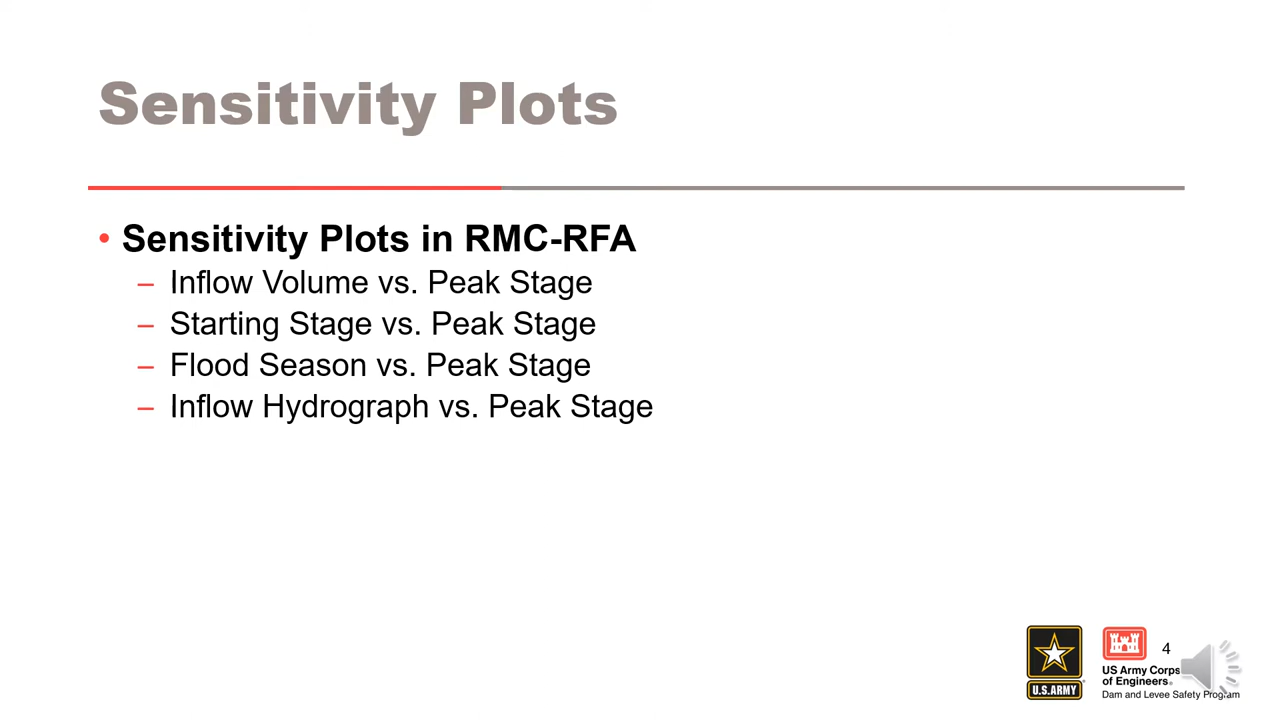 Sensitivity Plots
• Sensitivity Plots in RMC-RFA
– Inflow Volume vs. Peak Stage
– Starting Stage vs. Peak Stage
– Flood Season vs. Peak Stage
– Inflow Hydrograph vs. Peak Stage
U.S.ARMY
4
US Army Corps
of Engineers®
Dam and Levee Safety Program